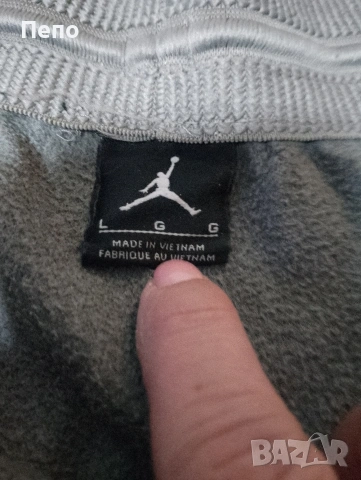 Пепо
L G G
MADE IN VIETNAM
FABRIQUE AU VIETNAM
BAZAR